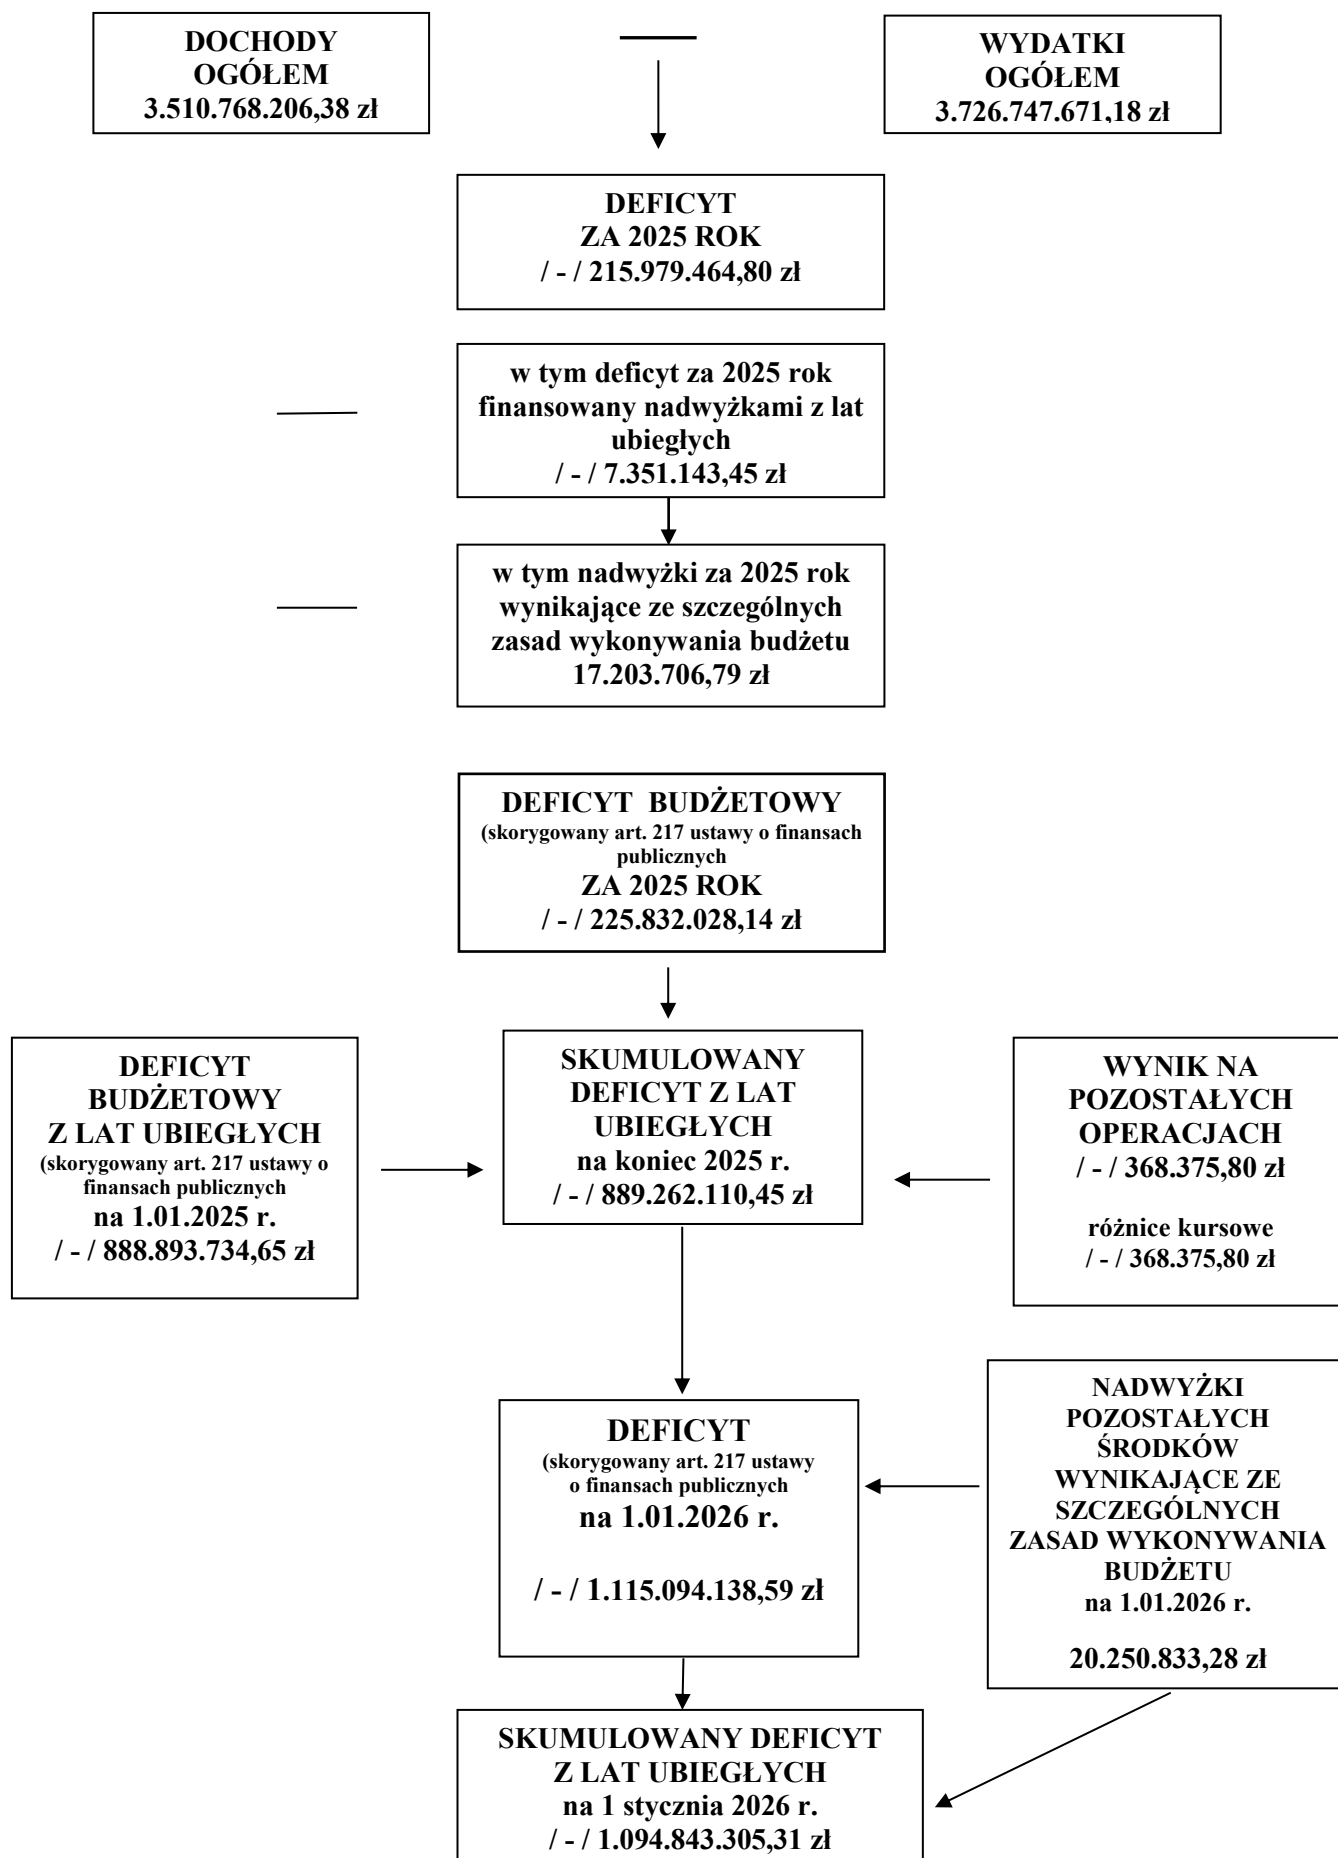 DOCHODY
OGÓŁEM
3.510.768.206,38 zł
WYDATKI
OGÓŁEM
3.726.747.671,18 zł
DEFICYT
ZA 2025 ROK
/ - / 215.979.464,80 zł
w tym deficyt za 2025 rok
finansowany nadwyżkami z lat
ubiegłych
/ - / 7.351.143,45 zł
w tym nadwyżki za 2025 rok
wynikające ze szczególnych
zasad wykonywania budżetu
17.203.706,79 zł
DEFICYT BUDŻETOWY
(skorygowany art. 217 ustawy o finansach
publicznych
ZA 2025 ROK
/ - / 225.832.028,14 zł
DEFICYT
BUDŻETOWY
Z LAT UBIEGŁYCH
(skorygowany art. 217 ustawy o
finansach publicznych
na 1.01.2025 r.
/ - / 888.893.734,65 zł
SKUMULOWANY
DEFICYT Z LAT
UBIEGŁYCH
na koniec 2025 r.
/ - / 889.262.110,45 zł
WYNIK NA
POZOSTAŁYCH
OPERACJACH
/ - / 368.375,80 zł
różnice kursowe
/ - / 368.375,80 zł
DEFICYT
(skorygowany art. 217 ustawy
o finansach publicznych
na 1.01.2026 r.
/ - / 1.115.094.138,59 zł
NADWYŻKI
POZOSTAŁYCH
ŚRODKÓW
WYNIKAJĄCE ZE
SZCZEGÓLNYCH
ZASAD WYKONYWANIA
BUDŻETU
na 1.01.2026 r.
20.250.833,28 zł
SKUMULOWANY DEFICYT
Z LAT UBIEGŁYCH
na 1 stycznia 2026 r.
/ - / 1.094.843.305,31 zł